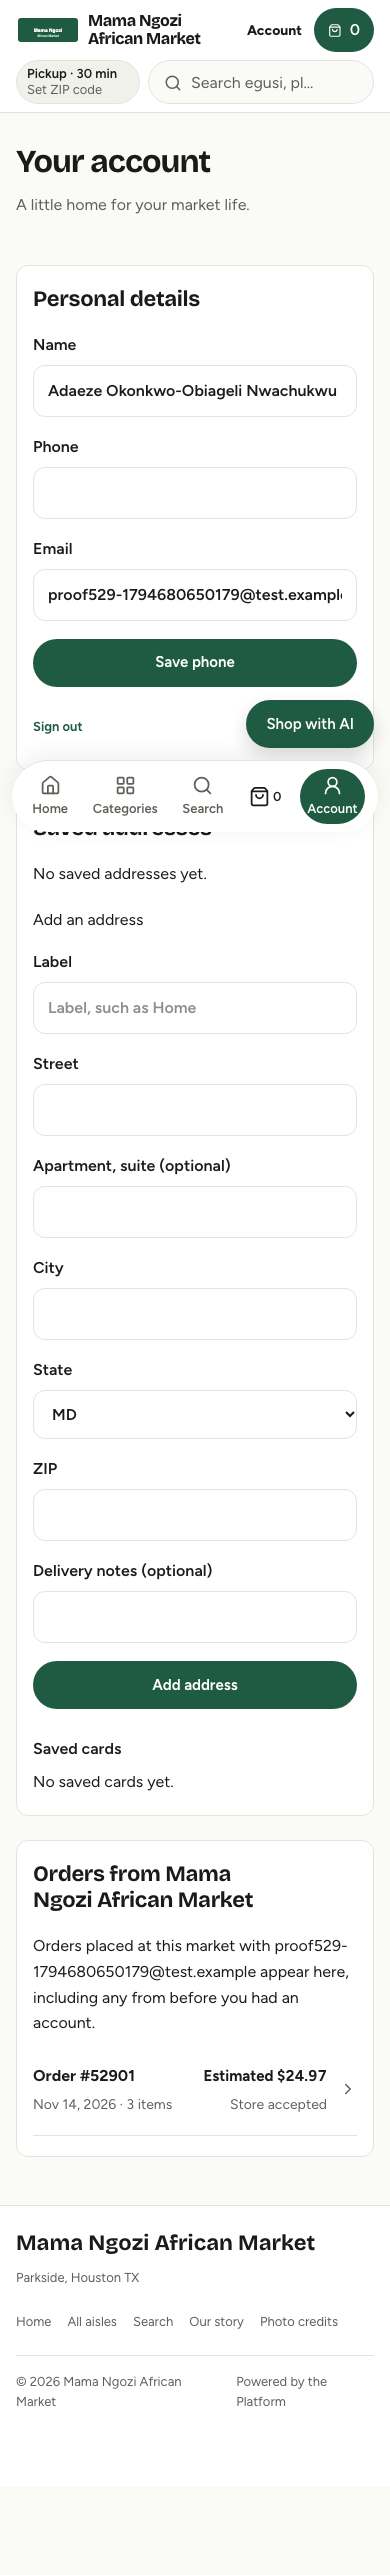 Mama Ngozi
African Market
Mama Ngozi
African Market
Account
0
Pickup · 30 min
Set ZIP code
Search egusi, pl...
Your account
A little home for your market life.
Personal details
Name
Adaeze Okonkwo-Obiageli Nwachukwu
Phone
Email
proof529-1794680650179@test.example
Save phone
Sign out
Shop with AI
Home
Categories
Search
0
Account
Saved addresses
No saved addresses yet.
Add an address
Label
Label, such as Home
Street
Apartment, suite (optional)
City
State
MD
ZIP
Delivery notes (optional)
Add address
Saved cards
No saved cards yet.
Orders from Mama
Ngozi African Market
Orders placed at this market with proof529-
1794680650179@test.example appear here,
including any from before you had an
account.
Order #52901
Estimated $24.97
Nov 14, 2026 · 3 items
Store accepted
Mama Ngozi African Market
Parkside, Houston TX
Home
All aisles
Search
Our story
Photo credits
© 2026 Mama Ngozi African
Market
Powered by the
Platform